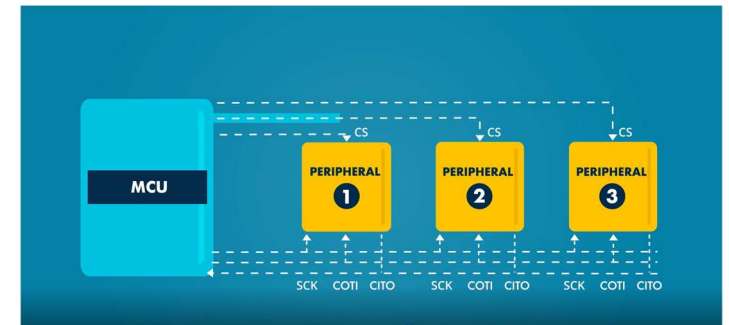 CS
CS
CS
MCU
PERIPHERAL
1
PERIPHERAL
2
PERIPHERAL
3
SCK COTI CITO
SCK COTI CITO
SCK COTI CITO